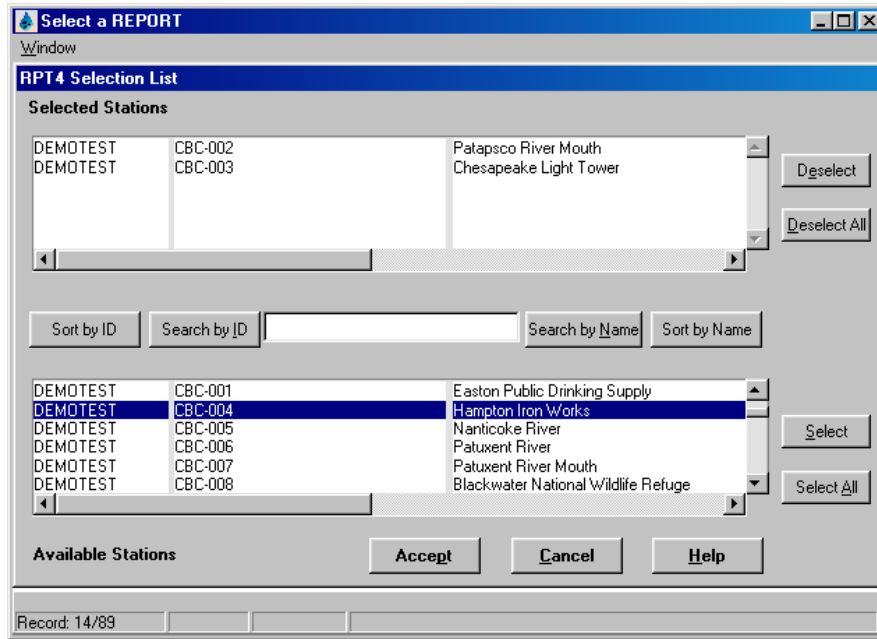 Select a REPORT
Window
RPT4 Selection List
Selected Stations
DEMOTEST CBC-002 Patapsco River Mouth
DEMOTEST CBC-003 Chesapeake Light Tower
Deselect
Deselect All
Sort by ID Search by ID Search by Name Sort by Name
DEMOTEST CBC-001 Easton Public Drinking Supply
DEMOTEST CBC-004 Hampton Iron Works
DEMOTEST CBC-005 Nanticoke River
DEMOTEST CBC-006 Patuxent River
DEMOTEST CBC-007 Patuxent River Mouth
DEMOTEST CBC-008 Blackwater National Wildlife Refuge
Select
Select All
Available Stations Accept Cancel Help
Record: 14/89